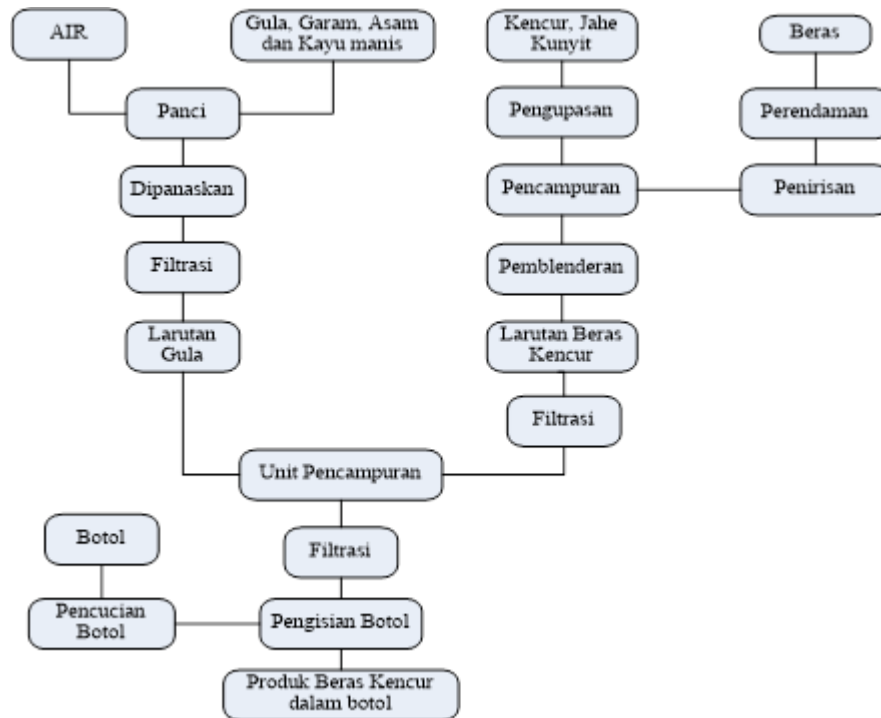 AIR
Gula, Garam, Asam
dan Kayu manis
Kencur, Jahe
Kunyit
Beras
Panci
Pengupasan
Perendaman
Dipanaskan
Pencampuran
Penirisan
Filtrasi
Pemblenderan
Larutan
Gula
Larutan Beras
Kencur
Filtrasi
Unit Pencampuran
Botol
Filtrasi
Pencucian
Botol
Pengisian Botol
Produk Beras Kencur
dalam botol